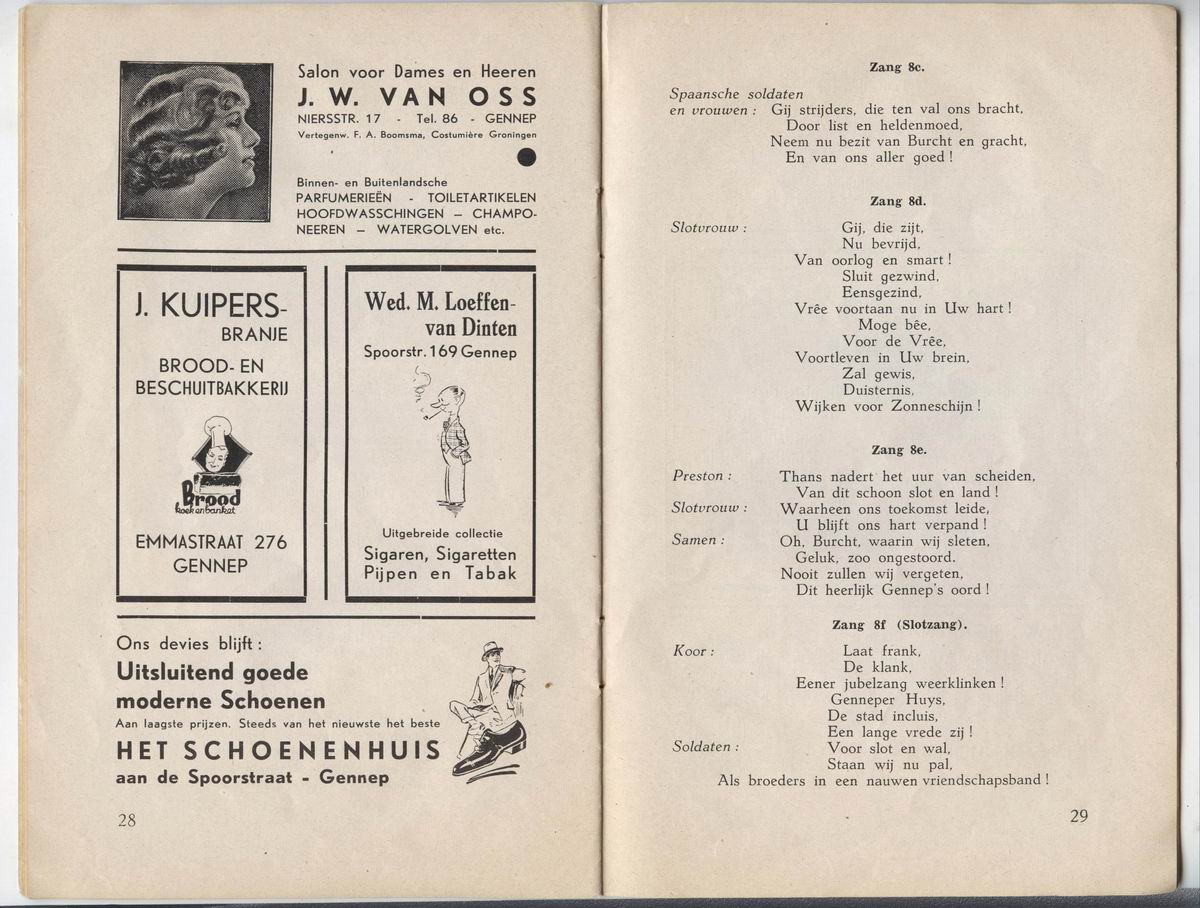 Salon voor Dames en Heeren
J. W. VAN OSS
NIERSSTR. 17 - Tel. 86 - GENNEP
Vertegenw. F. A. Boomsma, Costumière Groningen
Binnen- en Buitenlandsche
PARFUMERIEËN - TOILETARTIKELEN
HOOFDWASSCHINGEN — CHAMPO-
NEEREN — WATERGOLVEN etc.
J. KUIPERS-
BRANJE
BROOD- EN
BESCHUITBAKKERIJ
Brood
koek en banket
EMMASTRAAT 276
GENNEP
Wed. M. Loeffen-
van Dinten
Spoorstr. 169 Gennep
Uitgebreide collectie
Sigaren, Sigaretten
Pijpen en Tabak
Ons devies blijft :
Uitsluitend goede
moderne Schoenen
Aan laagste prijzen. Steeds van het nieuwste het beste
HET SCHOENENHUIS
aan de Spoorstraat - Gennep
28
Zang 8c.
Spaansche soldaten
en vrouwen : Gij strijders, die ten val ons bracht,
Door list en heldenmoed,
Neem nu bezit van Burcht en gracht,
En van ons aller goed !
Zang 8d.
Slotvrouw : Gij, die zijt,
Nu bevrijd,
Van oorlog en smart !
Sluit gezwind,
Eensgezind,
Vrêe voortaan nu in Uw hart !
Moge bêe,
Voor de Vrêe,
Voortleven in Uw brein,
Zal gewis,
Duisternis,
Wijken voor Zonneschijn !
Zang 8e.
Preston : Thans nadert het uur van scheiden,
Van dit schoon slot en land !
Slotvrouw : Waarheen ons toekomst leide,
U blijft ons hart verpand !
Samen : Oh, Burcht, waarin wij sleten,
Geluk, zoo ongestoord.
Nooit zullen wij vergeten,
Dit heerlijk Gennep's oord !
Zang 8f (Slotzang).
Koor : Laat frank,
De klank,
Eener jubelzang weerklinken !
Genneper Huys,
De stad incluis,
Een lange vrede zij !
Soldaten : Voor slot en wal,
Staan wij nu pal,
Als broeders in een nauwen vriendschapsband !
29